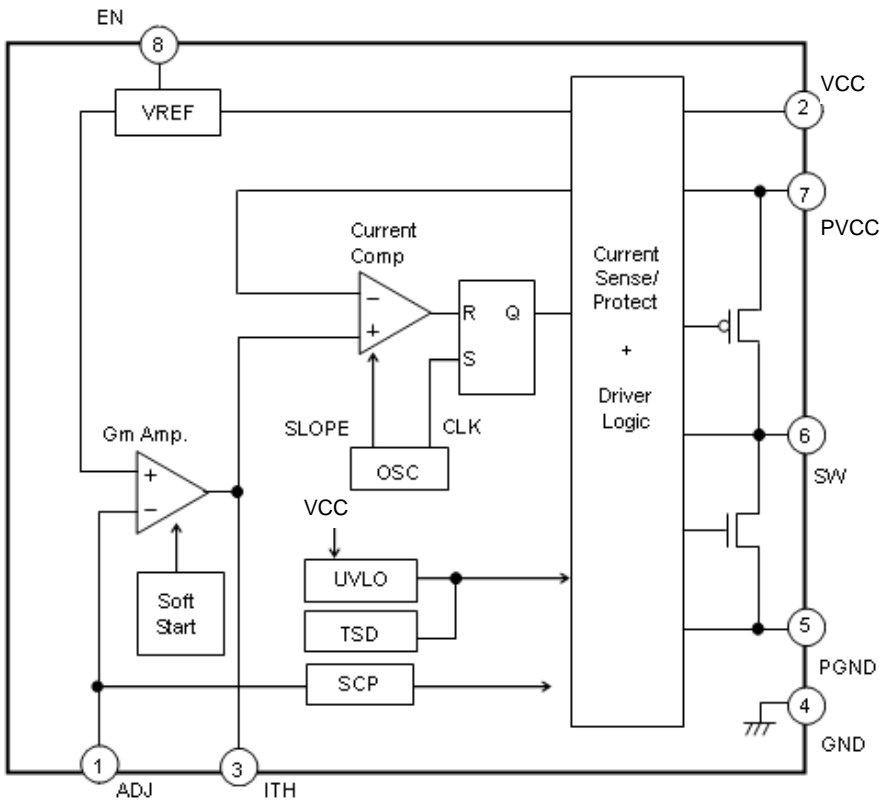 EN
8
VCC
VREF
2
7
PVCC
Current
Comp
Current
Sense/
Protect
+
Driver
Logic
−
+
R Q
S
SLOPE
CLK
Gm Amp.
OSC
6
SW
+
−
VCC
UVLO
Soft
Start
TSD
5
SCP
PGND
4
GND
1
3
ADJ
ITH